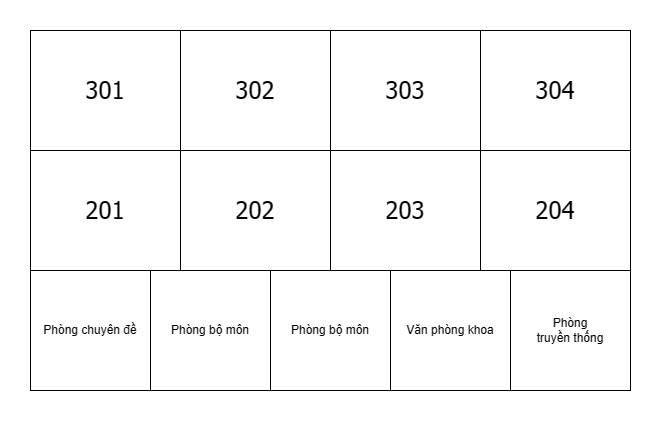 301 302 303 304
201 202 203 204
Phòng chuyên đề Phòng bộ môn Phòng bộ môn Văn phòng khoa Phòng
truyền thống